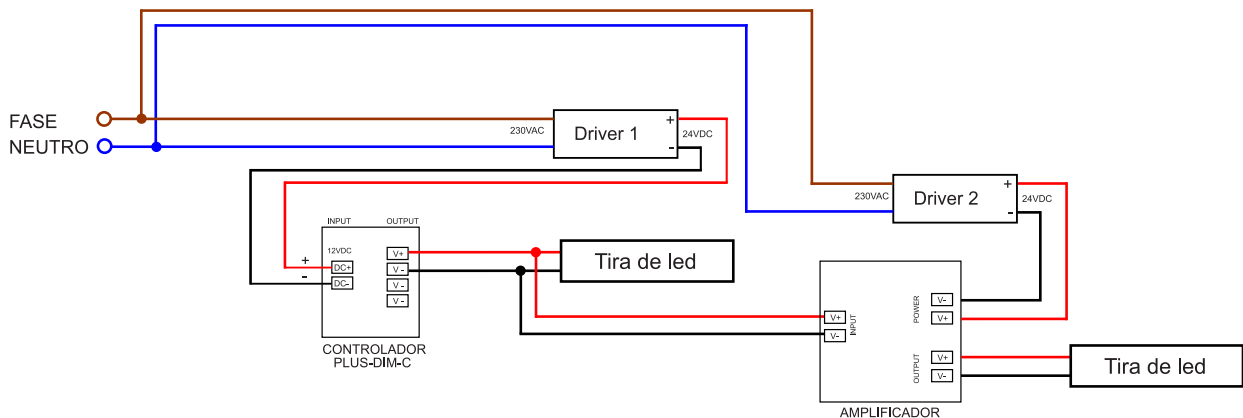 FASE
NEUTRO
230VAC
Driver 1
+
-
24VDC
230VAC
Driver 2
+
-
24VDC
INPUT
OUTPUT
12VDC
+
-
DC+
DC-
V+
V-
V-
V-
CONTROLADOR
PLUS-DIM-C
Tira de led
V+
V-
INPUT
POWER
V-
V+
OUTPUT
V+
V-
AMPLIFICADOR
Tira de led